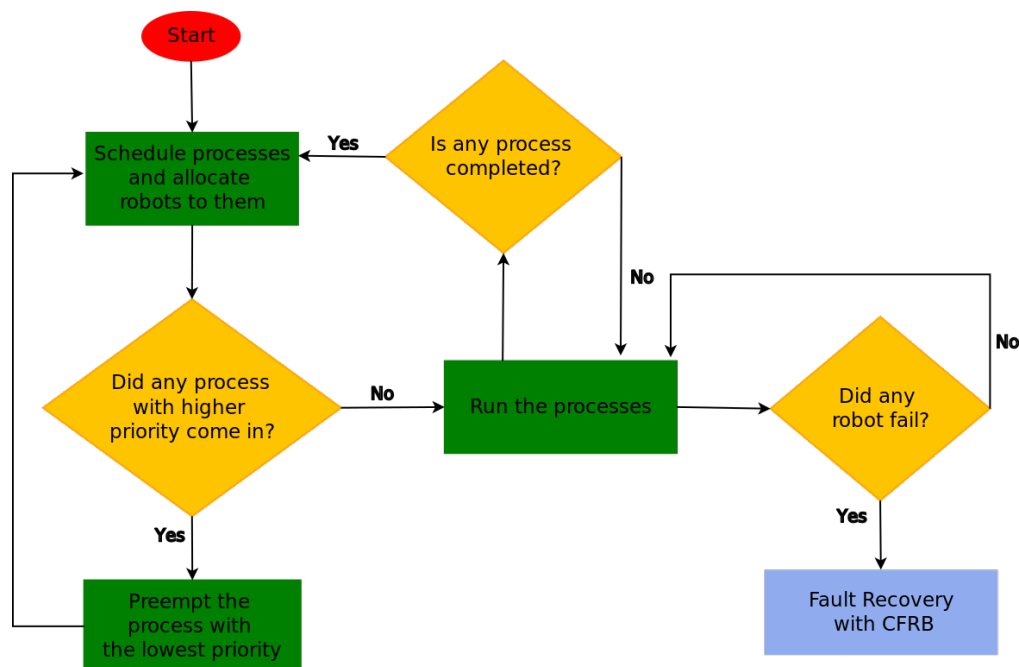 Start
Schedule processes
and allocate
robots to them
Yes
Is any process
completed?
No
Did any process
with higher
priority come in?
No
Run the processes
Did any
robot fail?
No
Yes
Preempt the
process with
the lowest priority
Yes
Fault Recovery
with CFRB